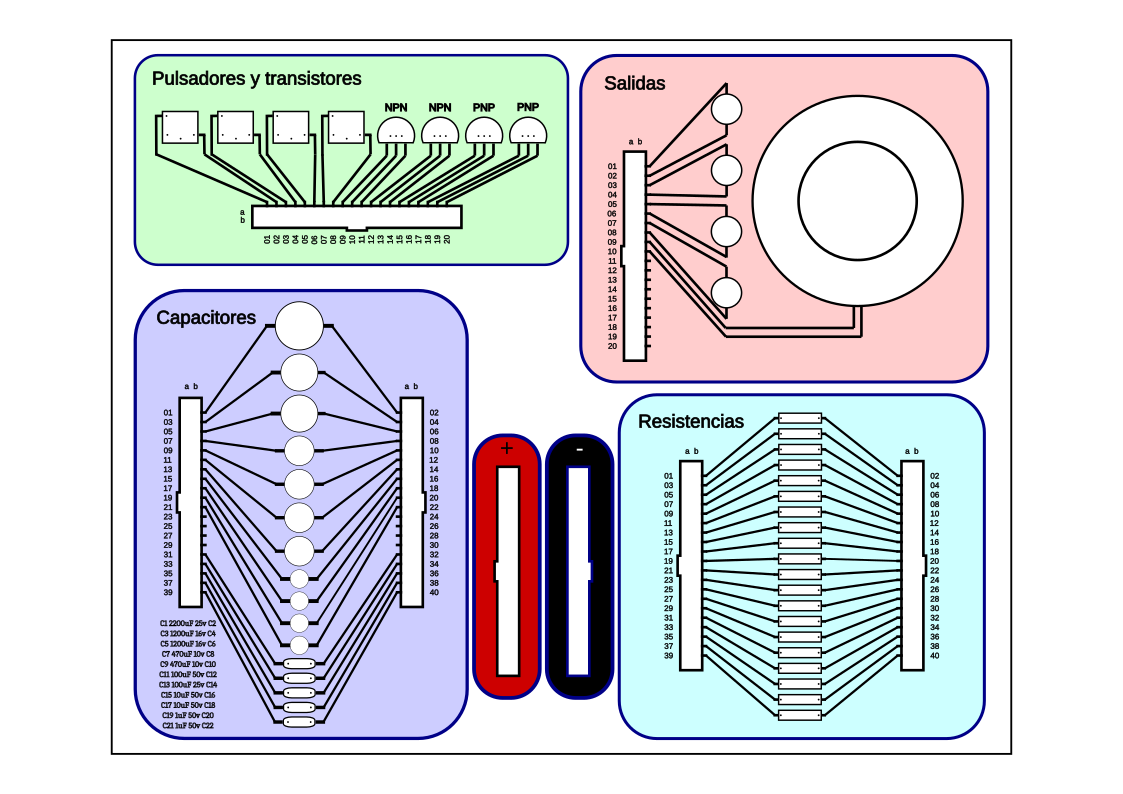 Pulsadores y transistores
NPN NPN PNP PNP
a
b
01 02 03 04 05 06 07 08 09 10 11 12 13 14 15 16 17 18 19 20
Salidas
a b
01
02
03
04
05
06
07
08
09
10
11
12
13
14
15
16
17
18
19
20
Capacitores
a b
a b
01 02
03 04
05 06
07 08
09 10
11 12
13 14
15 16
17 18
19 20
21 22
23 24
25 26
27 28
29 30
31 32
33 34
35 36
37 38
39 40
C1 2200uF 25v C2
C3 1200uF 16v C4
C5 1200uF 16v C6
C7 470uF 10v C8
C9 470uF 10v C10
C11 100uF 50v C12
C13 100uF 25v C14
C15 10uF 50v C16
C17 10uF 50v C18
C19 1uF 50v C20
C21 1uF 50v C22
+
-
Resistencias
a b
a b
01 02
03 04
05 06
07 08
09 10
11 12
13 14
15 16
17 18
19 20
21 22
23 24
25 26
27 28
29 30
31 32
33 34
35 36
37 38
39 40